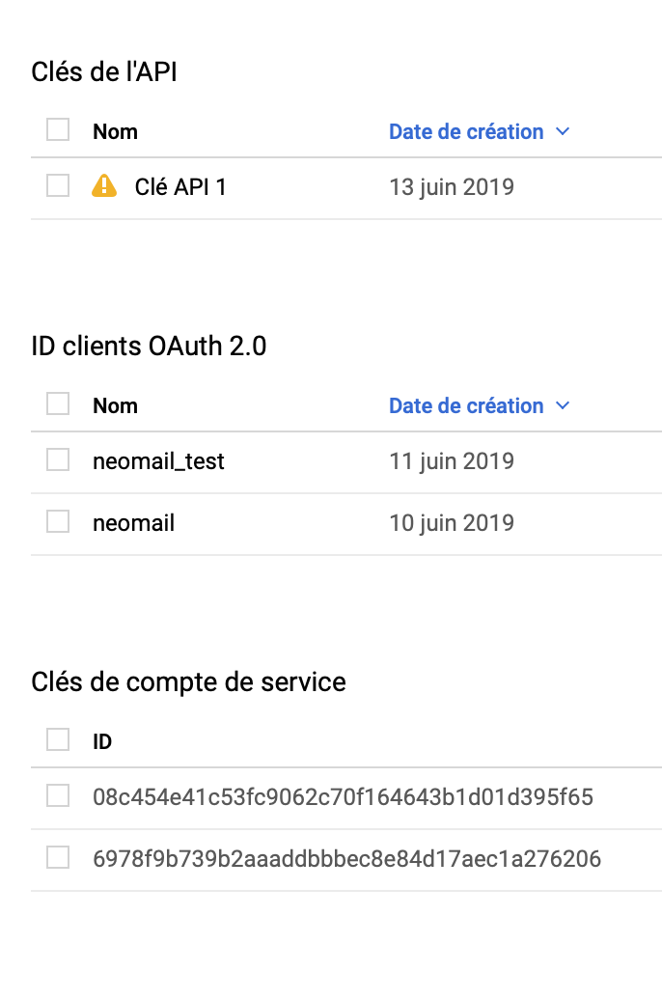 Clés de l'API
Nom Date de création
Clé API 1 13 juin 2019
ID clients OAuth 2.0
Nom Date de création
neomail_test 11 juin 2019
neomail 10 juin 2019
Clés de compte de service
ID
08c454e41c53fc9062c70f164643b1d01d395f65
6978f9b739b2aaaddbbbec8e84d17aec1a276206